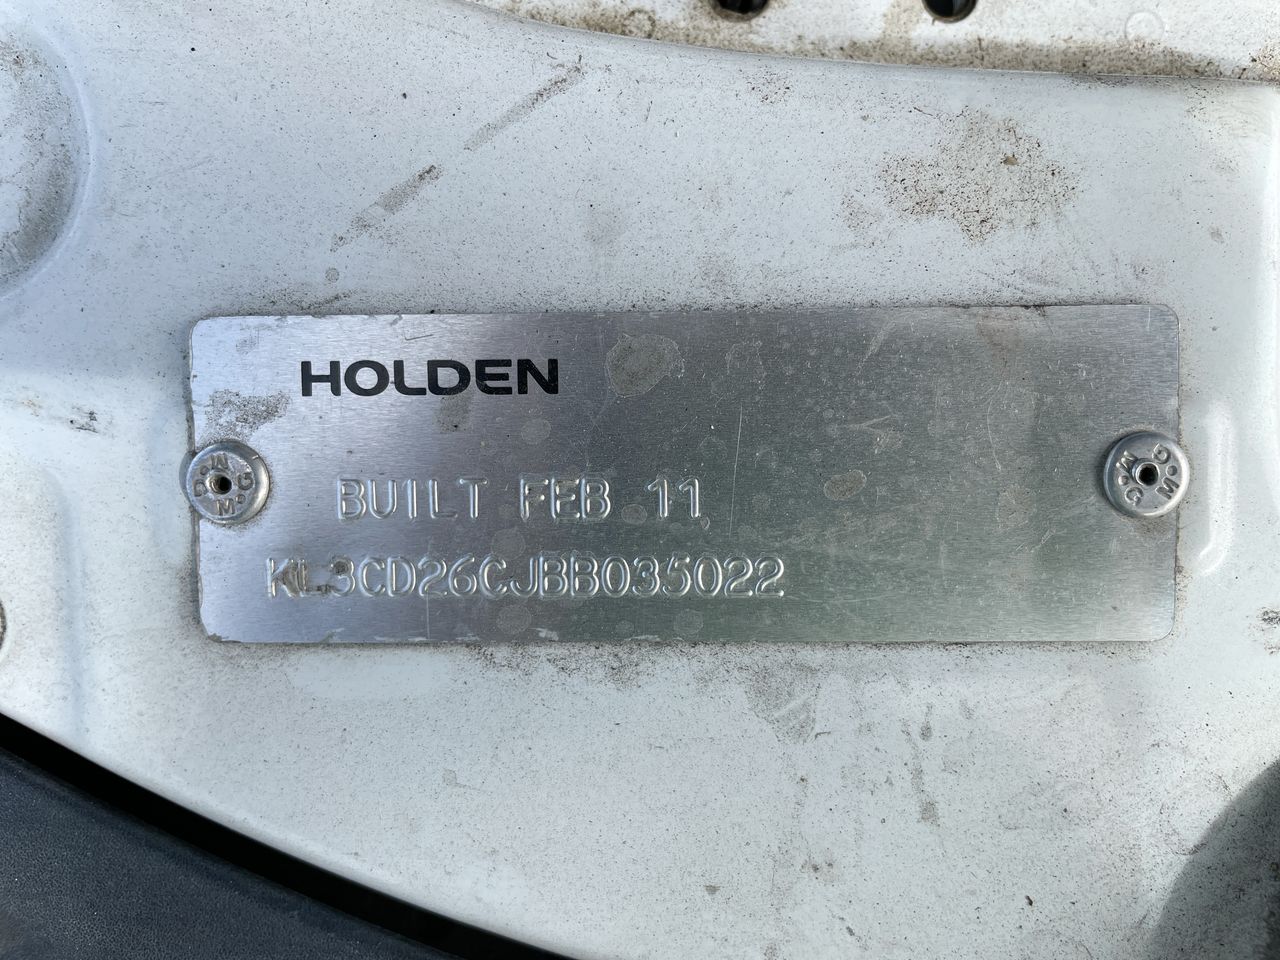 HOLDEN
BUILT FEB 11
KL3CD26CJBB035022